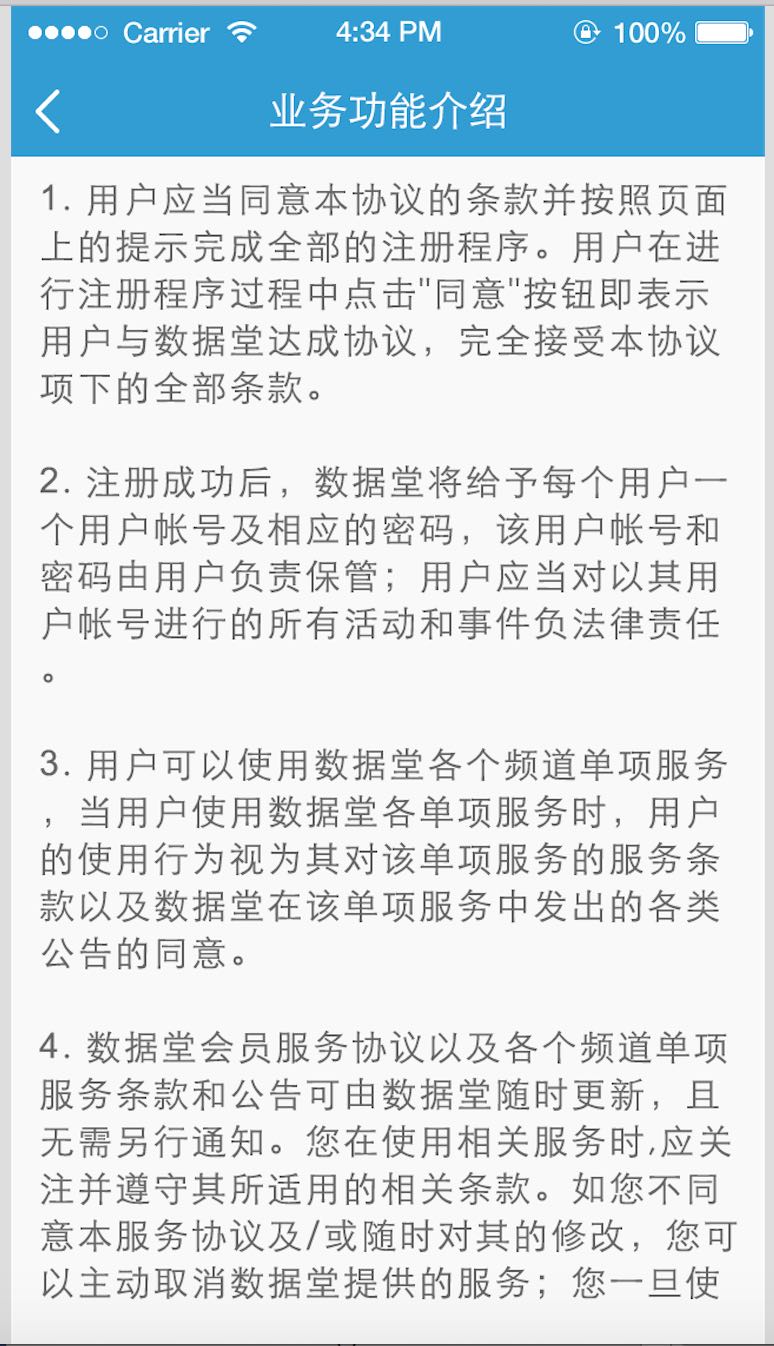 Carrier 4:34 PM 100%
业务功能介绍
1. 用户应当同意本协议的条款并按照页面
上的提示完成全部的注册程序。用户在进
行注册程序过程中点击"同意"按钮即表示
用户与数据堂达成协议，完全接受本协议
项下的全部条款。
2. 注册成功后，数据堂将给予每个用户一
个用户帐号及相应的密码，该用户帐号和
密码由用户负责保管；用户应当对以其用
户帐号进行的所有活动和事件负法律责任
。
3. 用户可以使用数据堂各个频道单项服务
，当用户使用数据堂各单项服务时，用户
的使用行为视为其对该单项服务的服务条
款以及数据堂在该单项服务中发出的各类
公告的同意。
4. 数据堂会员服务协议以及各个频道单项
服务条款和公告可由数据堂随时更新，且
无需另行通知。您在使用相关服务时,应关
注并遵守其所适用的相关条款。如您不同
意本服务协议及/或随时对其的修改，您可
以主动取消数据堂提供的服务；您一旦使